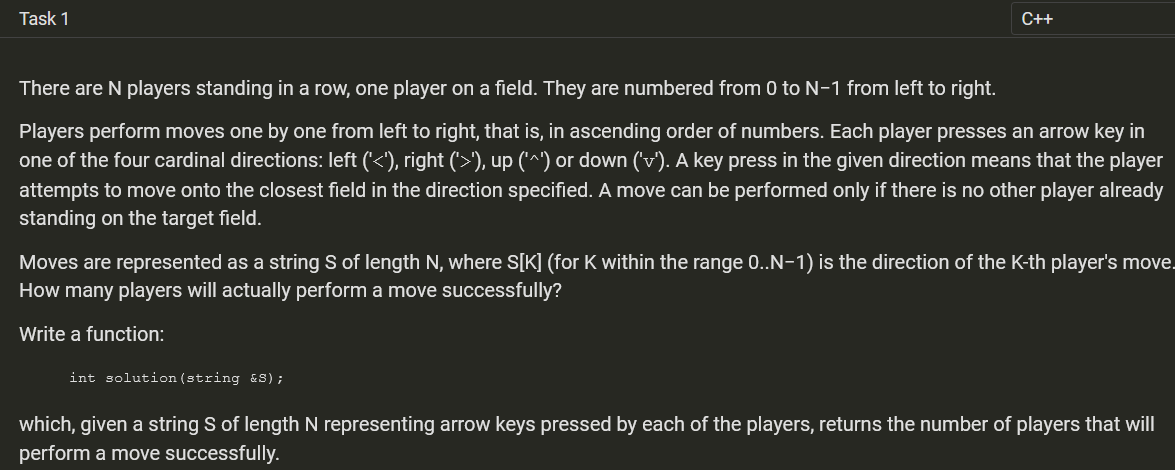 Task 1
C++
There are N players standing in a row, one player on a field. They are numbered from 0 to N−1 from left to right.
Players perform moves one by one from left to right, that is, in ascending order of numbers. Each player presses an arrow key in
one of the four cardinal directions: left ('<'), right ('>'), up ('^') or down ('v'). A key press in the given direction means that the player
attempts to move onto the closest field in the direction specified. A move can be performed only if there is no other player already
standing on the target field.
Moves are represented as a string S of length N, where S[K] (for K within the range 0..N−1) is the direction of the K-th player's move.
How many players will actually perform a move successfully?
Write a function:
int solution(string &S);
which, given a string S of length N representing arrow keys pressed by each of the players, returns the number of players that will
perform a move successfully.